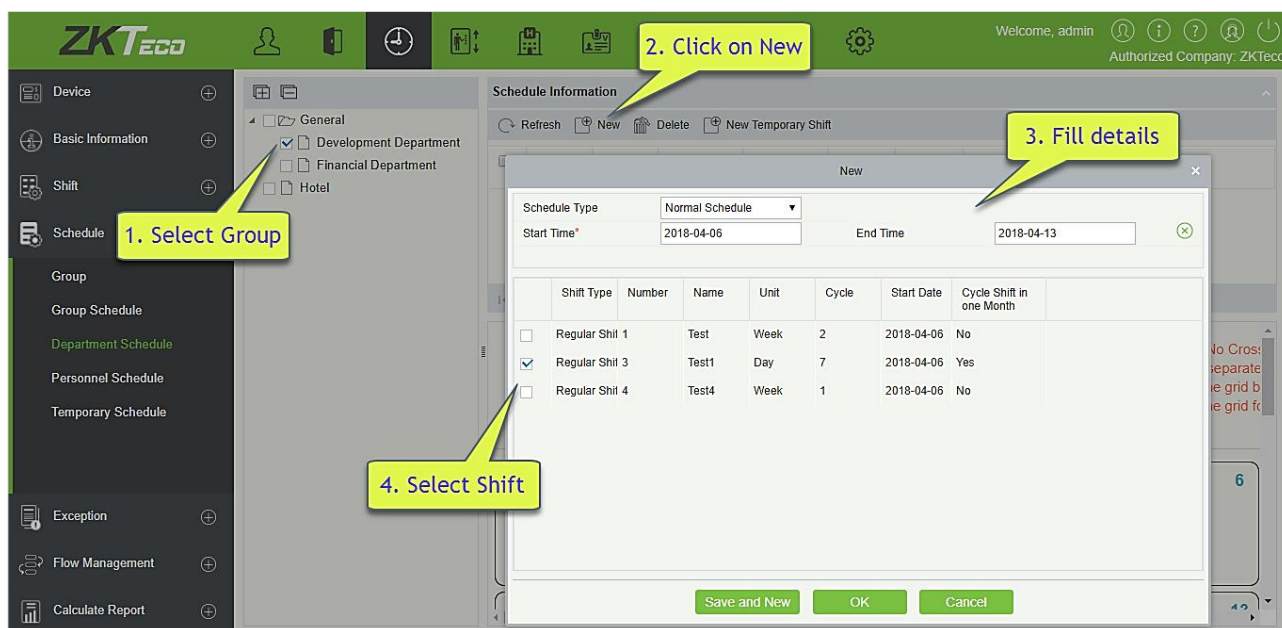 ZKTeco
Welcome, admin
Authorized Company: ZKTeco
2. Click on New
Device
Basic Information
Shift
Schedule
Group
Group Schedule
Department Schedule
Personnel Schedule
Temporary Schedule
Exception
Flow Management
Calculate Report
General
Development Department
Financial Department
Hotel
1. Select Group
Schedule Information
Refresh New Delete New Temporary Shift
3. Fill details
New
Schedule Type Normal Schedule
Start Time* 2018-04-06 End Time 2018-04-13
Shift Type Number Name Unit Cycle Start Date Cycle Shift in
one Month
Regular Shif 1 Test Week 2 2018-04-06 No
Regular Shif 3 Test1 Day 7 2018-04-06 Yes
Regular Shif 4 Test4 Week 1 2018-04-06 No
4. Select Shift
Save and New OK Cancel
No Cross
separate
e grid b
e grid fo
6